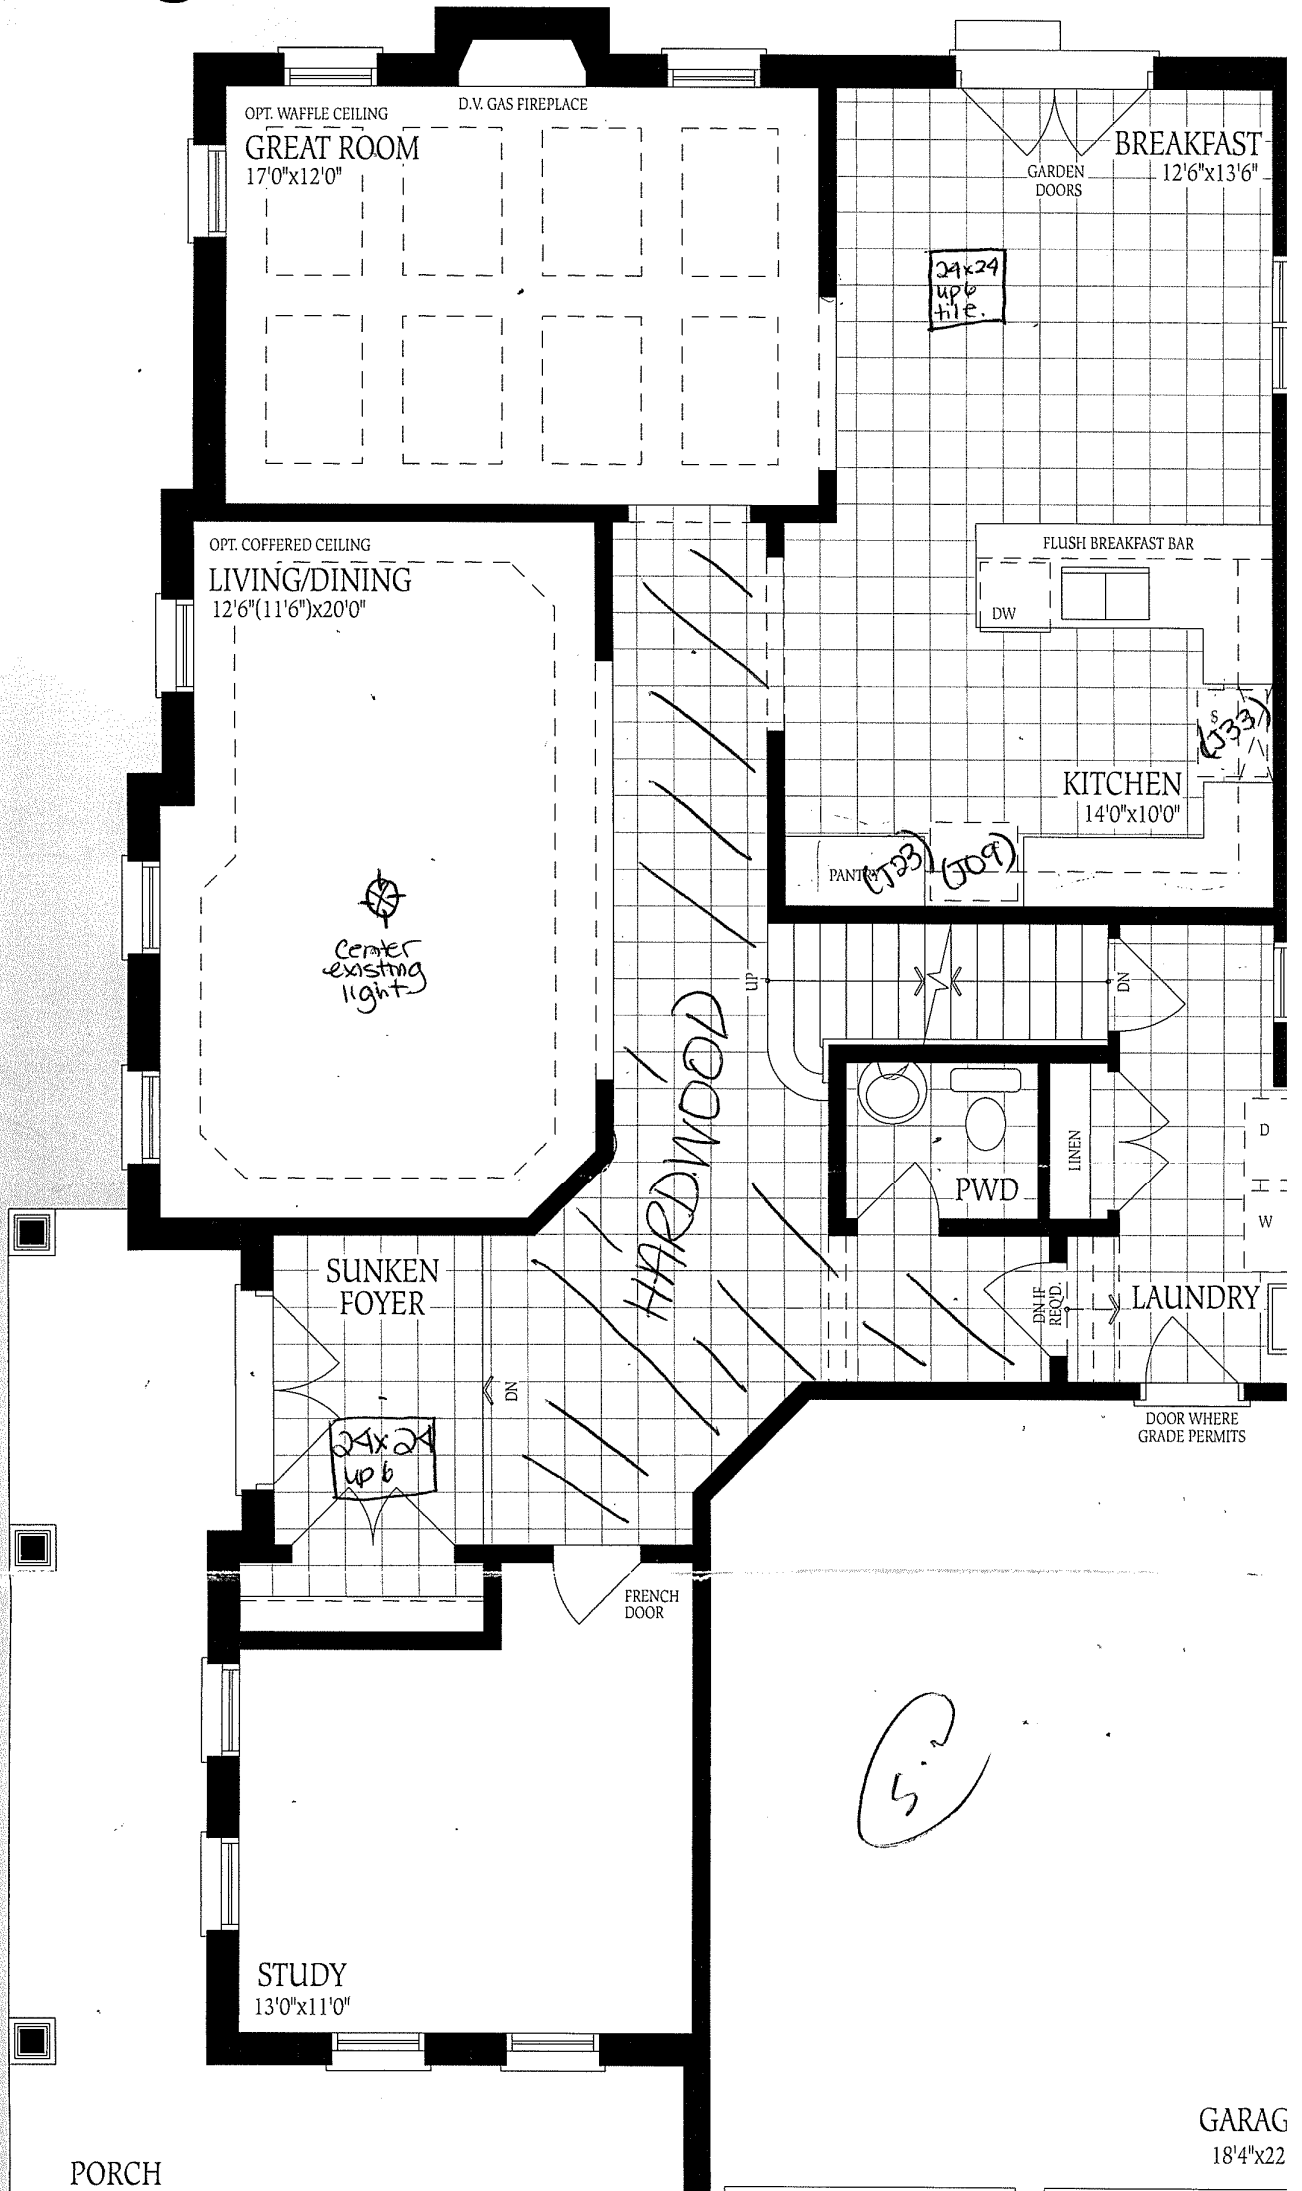 OPT. WAFFLE CEILING
GREAT ROOM
17'0"x12'0"
D.V. GAS FIREPLACE
BREAKFAST
12'6"x13'6"
GARDEN
DOORS
24x24
up 6
tile.
OPT. COFFERED CEILING
LIVING/DINING
12'6"(11'6")x20'0"
FLUSH BREAKFAST BAR
DW
S
(J33)
KITCHEN
14'0"x10'0"
PANTRY
(J23)
(J09)
center
existing
light
UP
DN
HARDWOOD
LINEN
D
W
PWD
SUNKEN
FOYER
DN
DN IF
REQ'D.
LAUNDRY
24x24
up 6
DOOR WHERE
GRADE PERMITS
FRENCH
DOOR
STUDY
13'0"x11'0"
GARAG
18'4"x22
PORCH